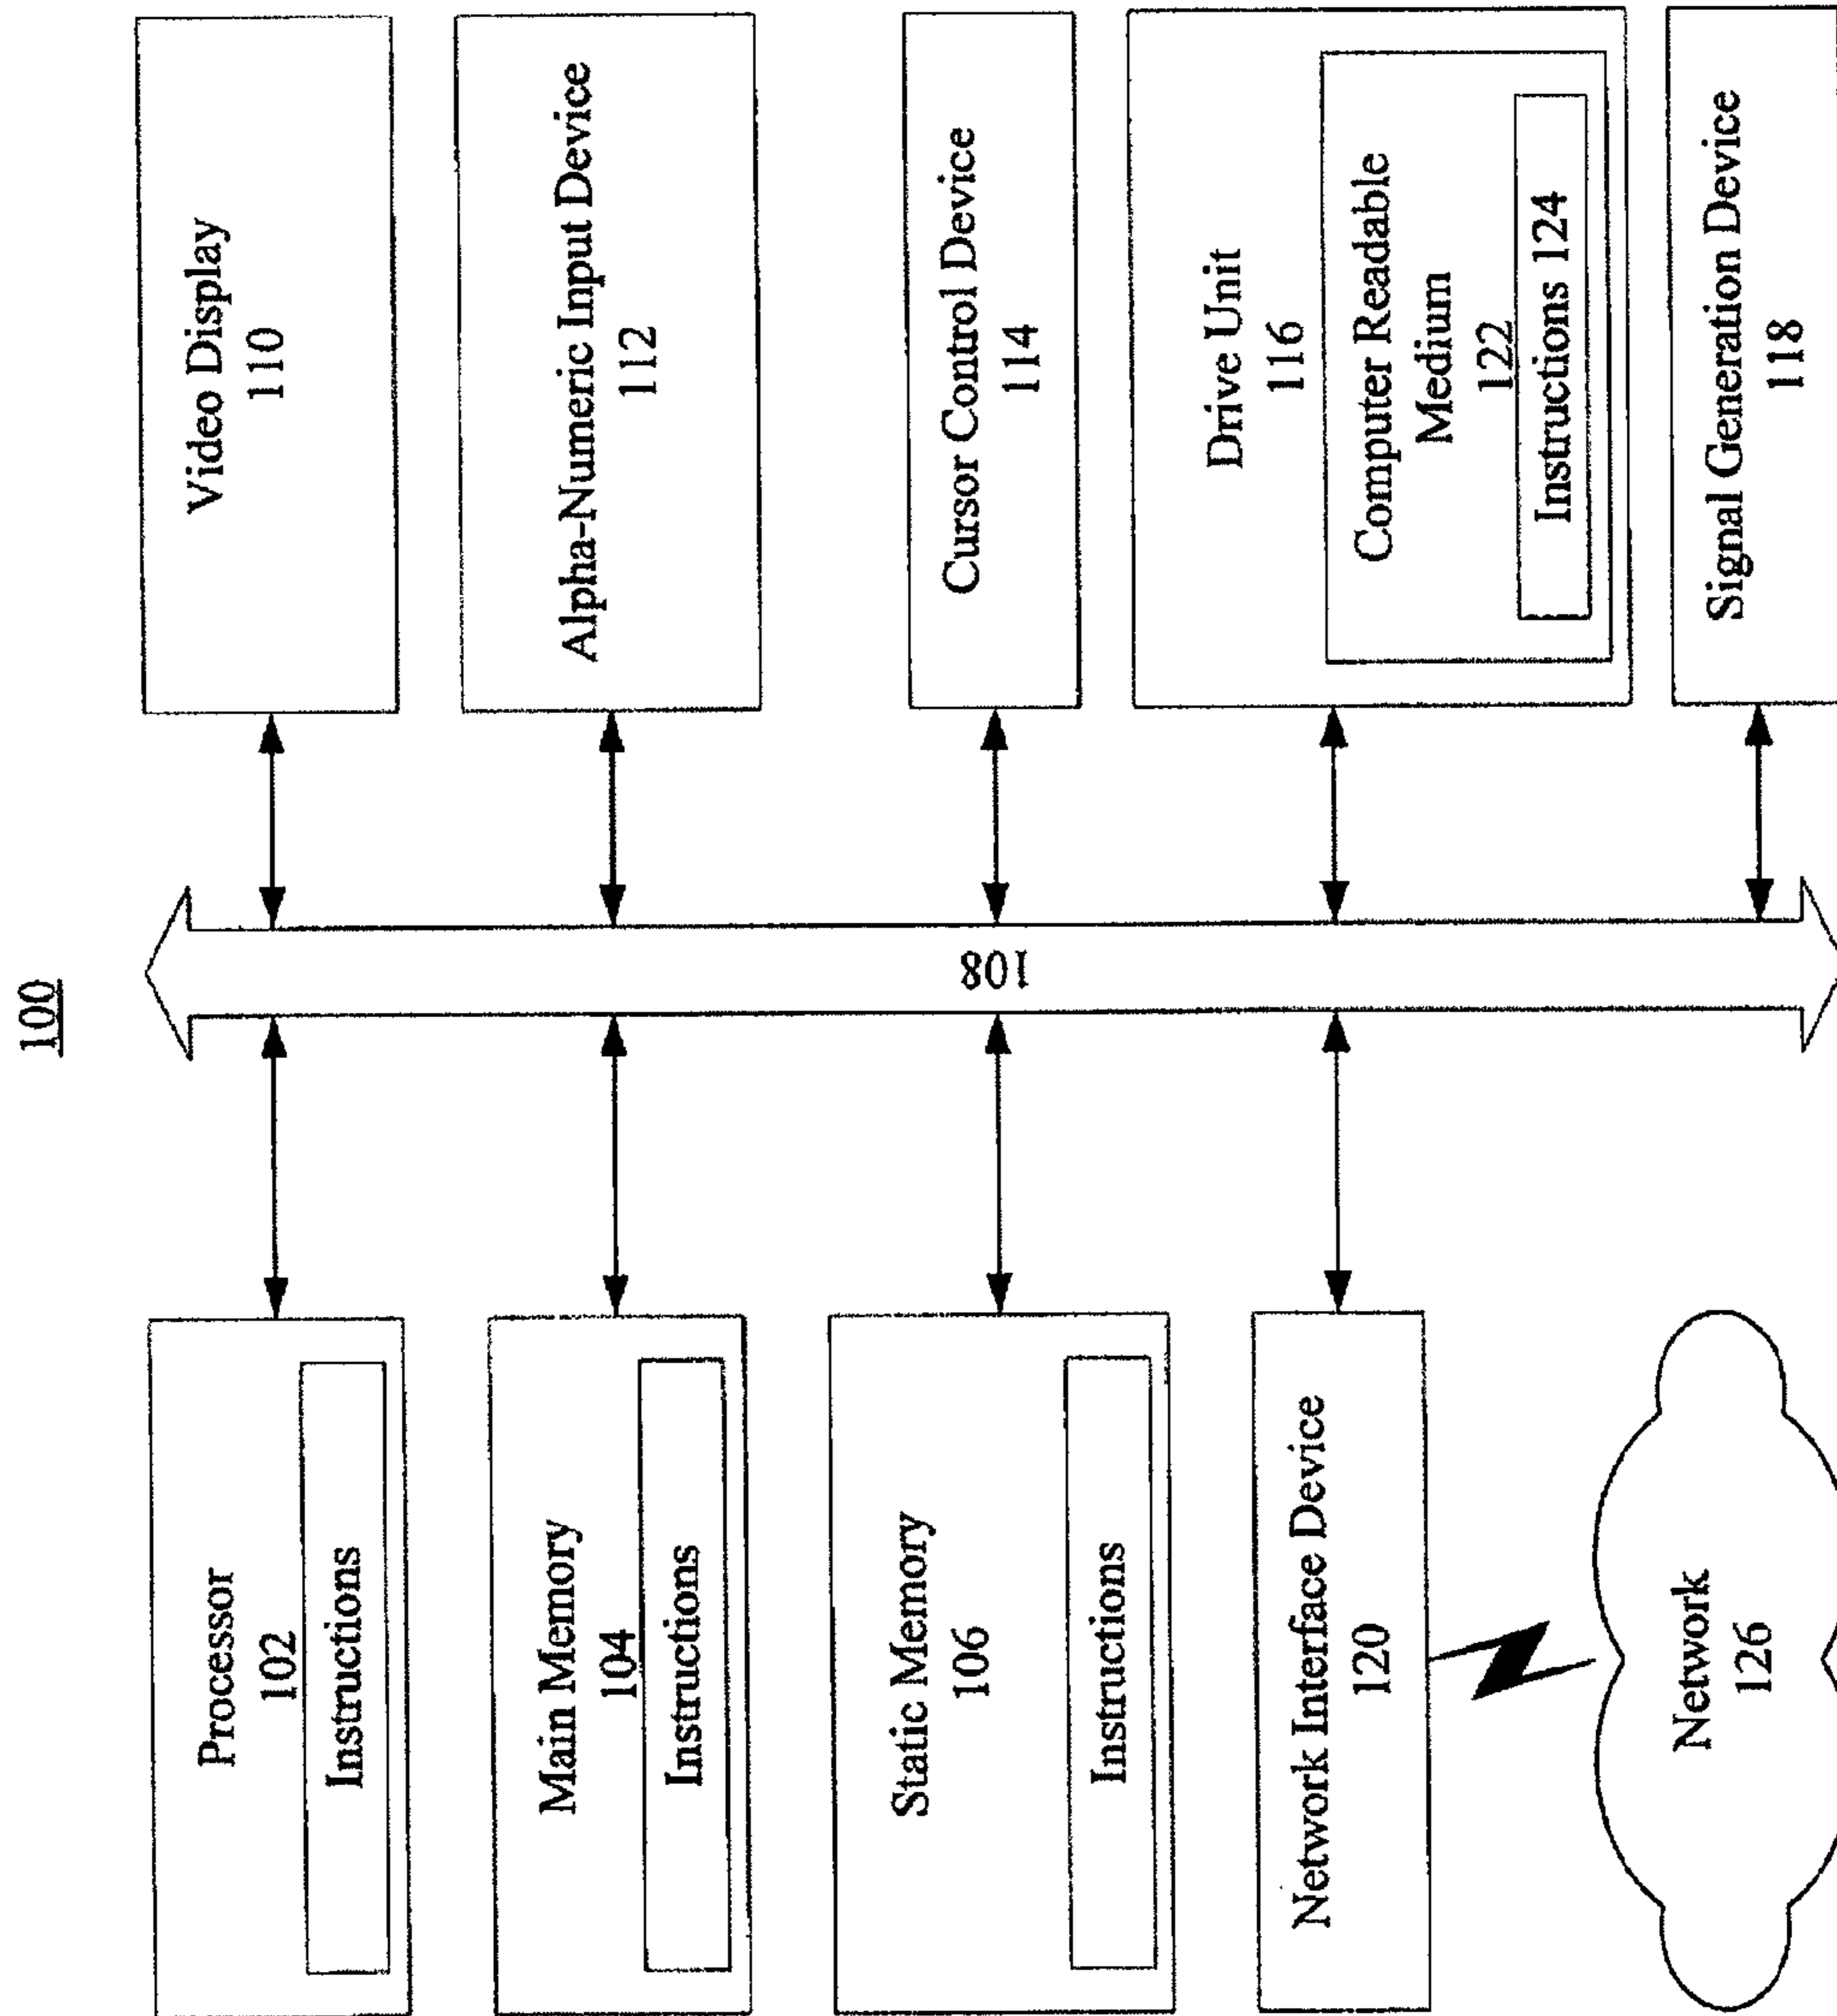 100
Processor
102
Instructions
Main Memory
104
Instructions
Static Memory
106
Instructions
Network Interface Device
120
Network
126
108
Video Display
110
Alpha-Numeric Input Device
112
Cursor Control Device
114
Drive Unit
116
Computer Readable
Medium
122
Instructions 124
Signal Generation Device
118